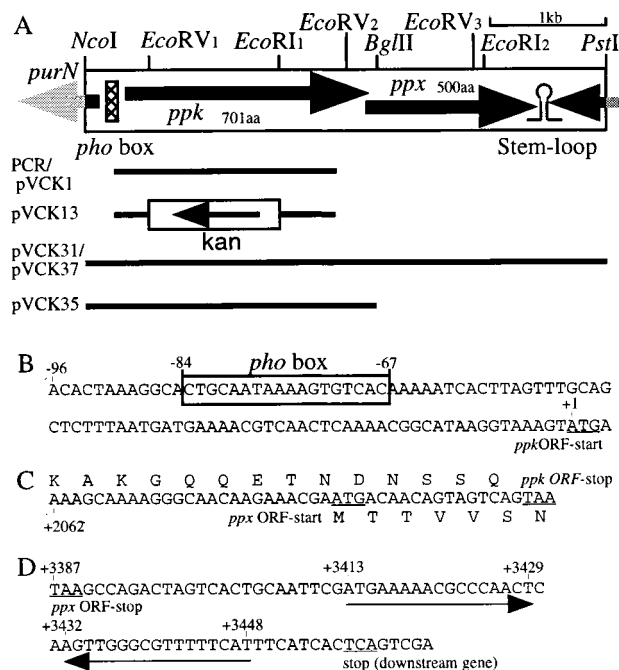 A
NcoI
EcoRV1
EcoRI1
EcoRV2
BglII
EcoRV3
1kb
EcoRI2
PstI
purN
ppk 701aa
ppx 500aa
pho box
Stem-loop
PCR/
pVCK1
pVCK13
kan
pVCK31/
pVCK37
pVCK35
B
-96
-84
pho box
-67
ACACTAAAGGCACTGCAATAAAAGTGTCACAAAAATCACTTAGTTTGCAG
+1
CTCTTTAATGATGAAAACGTCAACTCAAAACGGCATAAGGTAAAGTATGA
ppkORF-start
C
K A K G Q Q E T N D N S S Q ppk ORF-stop
AAAGCAAAAGGGCAACAAGAAACGAATGACAACAGTAGTCAGTAA
+2062
ppx ORF-start M T T V V S N
D
+3387
+3413
+3429
TAAGCCAGACTAGTCACTGCAATTCGATGAAAAACGCCCAACTC
ppx ORF-stop
+3432
+3448
AAGTTGGGCGTTTTTCATTTCATCACTCAGTCGA
stop (downstream gene)